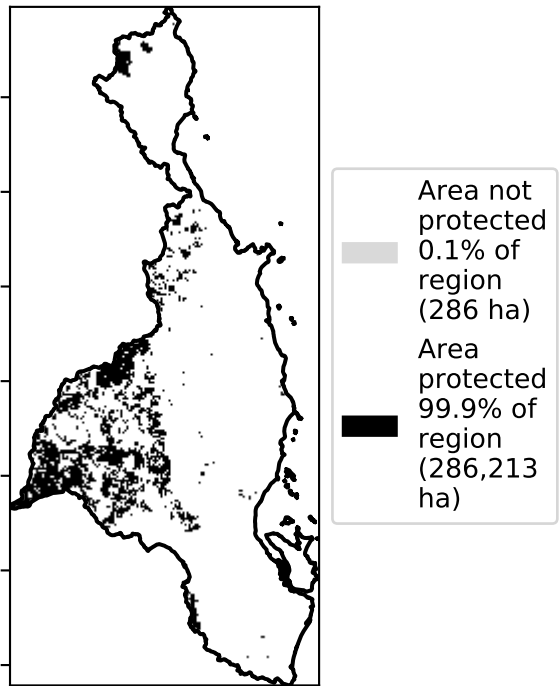 Area not
protected
0.1% of
region
(286 ha)
Area
protected
99.9% of
region
(286,213
ha)